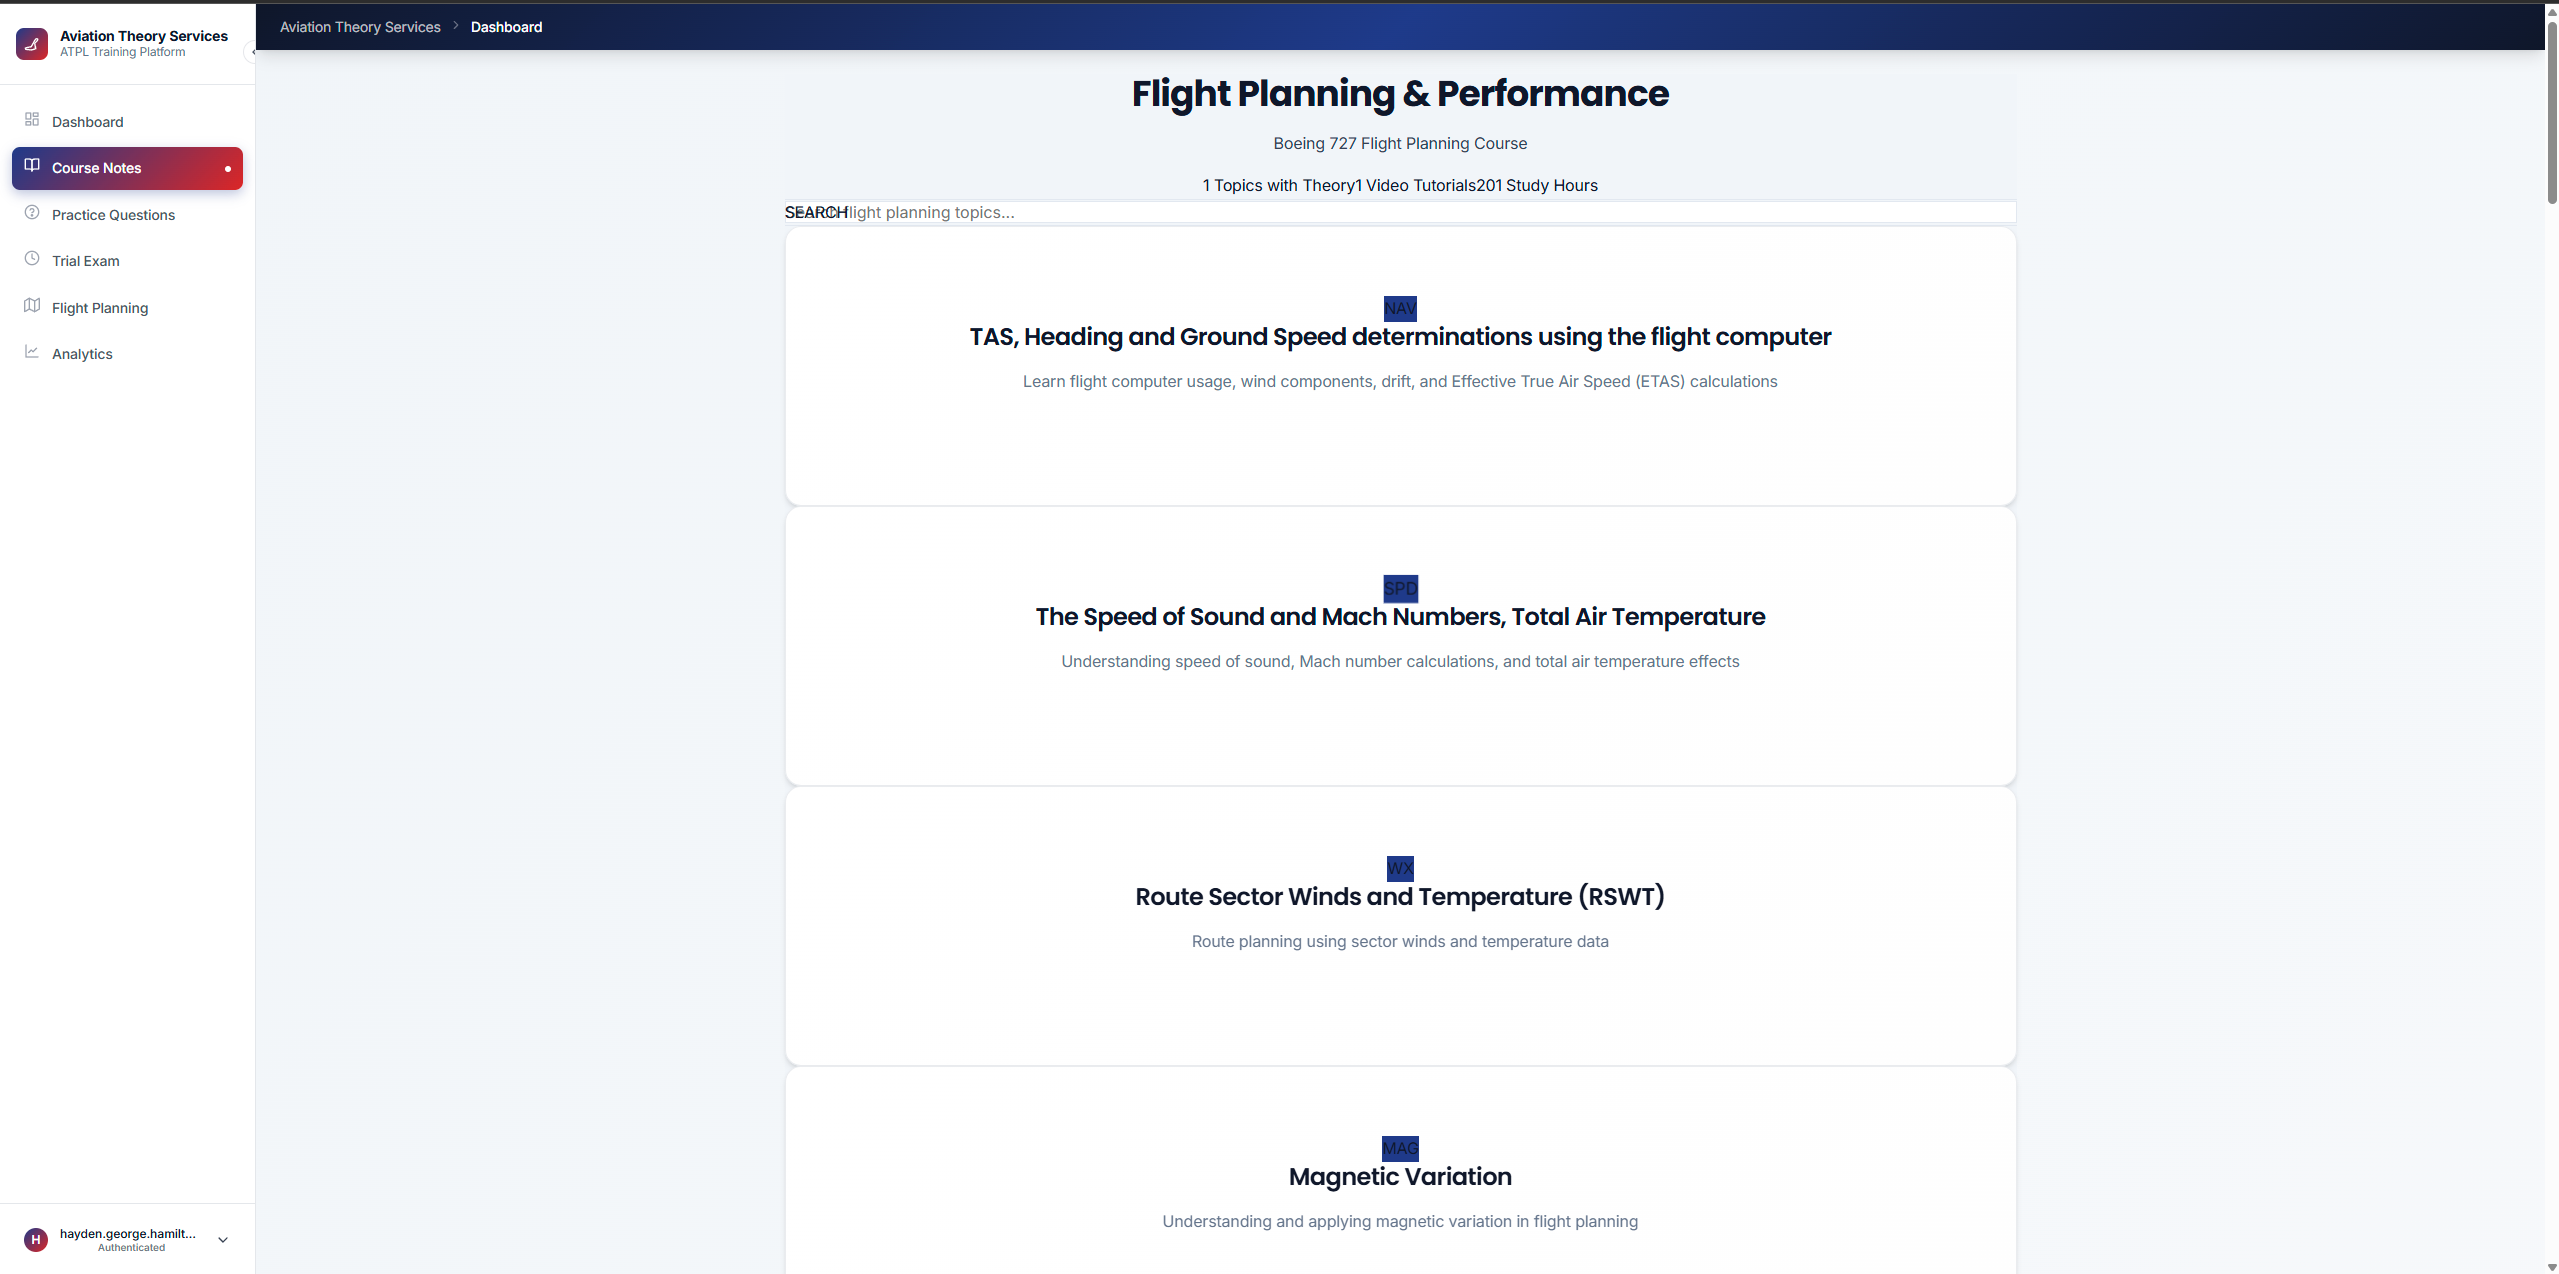 Aviation Theory Services
ATPL Training Platform
Dashboard
Course Notes
Practice Questions
Trial Exam
Flight Planning
Analytics
hayden.george.hamilt...
Authenticated
H
Aviation Theory Services > Dashboard
Flight Planning & Performance
Boeing 727 Flight Planning Course
1 Topics with Theory1 Video Tutorials201 Study Hours
SEARCH flight planning topics...
NAV
TAS, Heading and Ground Speed determinations using the flight computer
Learn flight computer usage, wind components, drift, and Effective True Air Speed (ETAS) calculations
SPD
The Speed of Sound and Mach Numbers, Total Air Temperature
Understanding speed of sound, Mach number calculations, and total air temperature effects
WX
Route Sector Winds and Temperature (RSWT)
Route planning using sector winds and temperature data
MAG
Magnetic Variation
Understanding and applying magnetic variation in flight planning